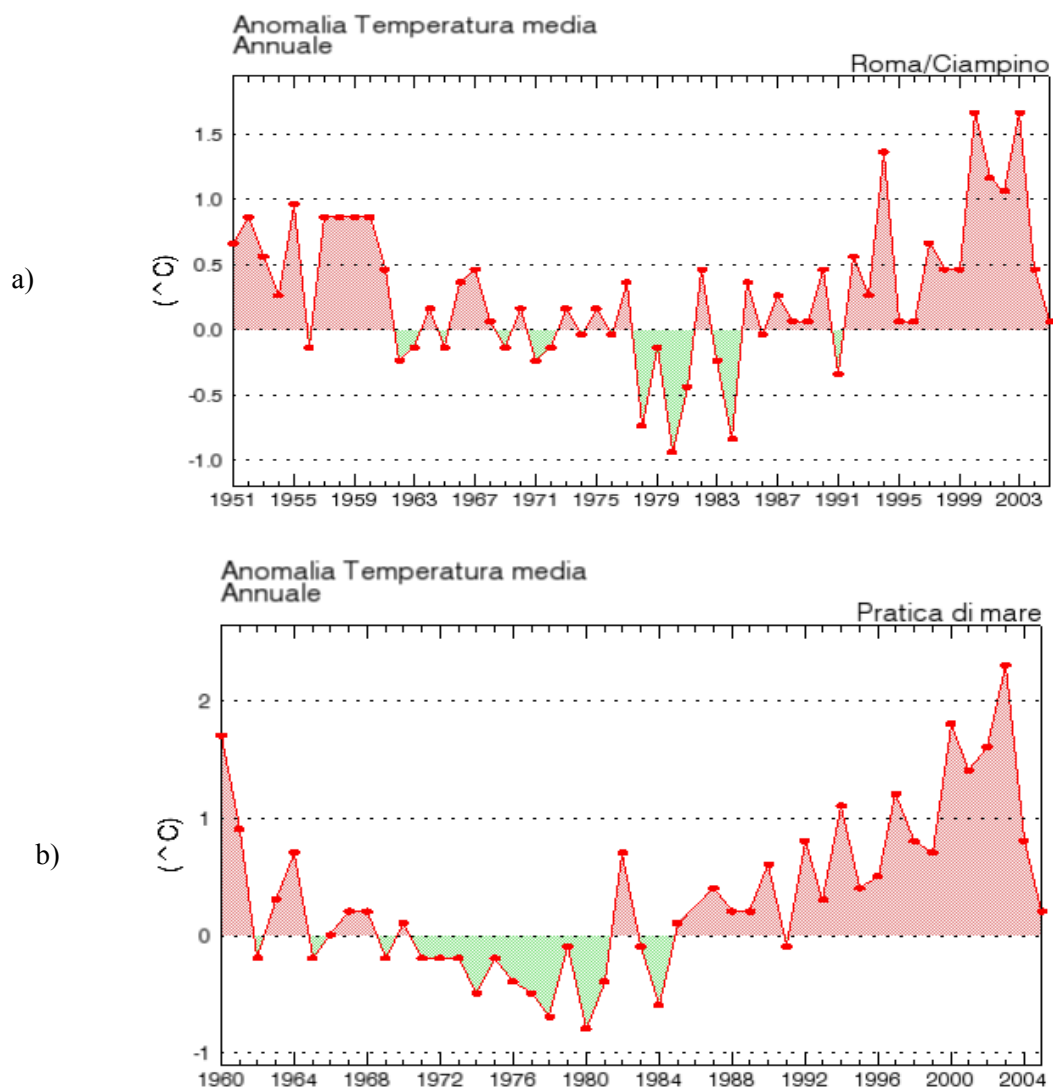 Anomalia Temperatura media
Annuale
Roma/Ciampino
a)
(^C)
1.5
1.0
0.5
0.0
-0.5
-1.0
1951 1955 1959 1963 1967 1971 1975 1979 1983 1987 1991 1995 1999 2003
Anomalia Temperatura media
Annuale
Pratica di mare
b)
(^C)
2
1
0
-1
1960 1964 1968 1972 1976 1980 1984 1988 1992 1996 2000 2004